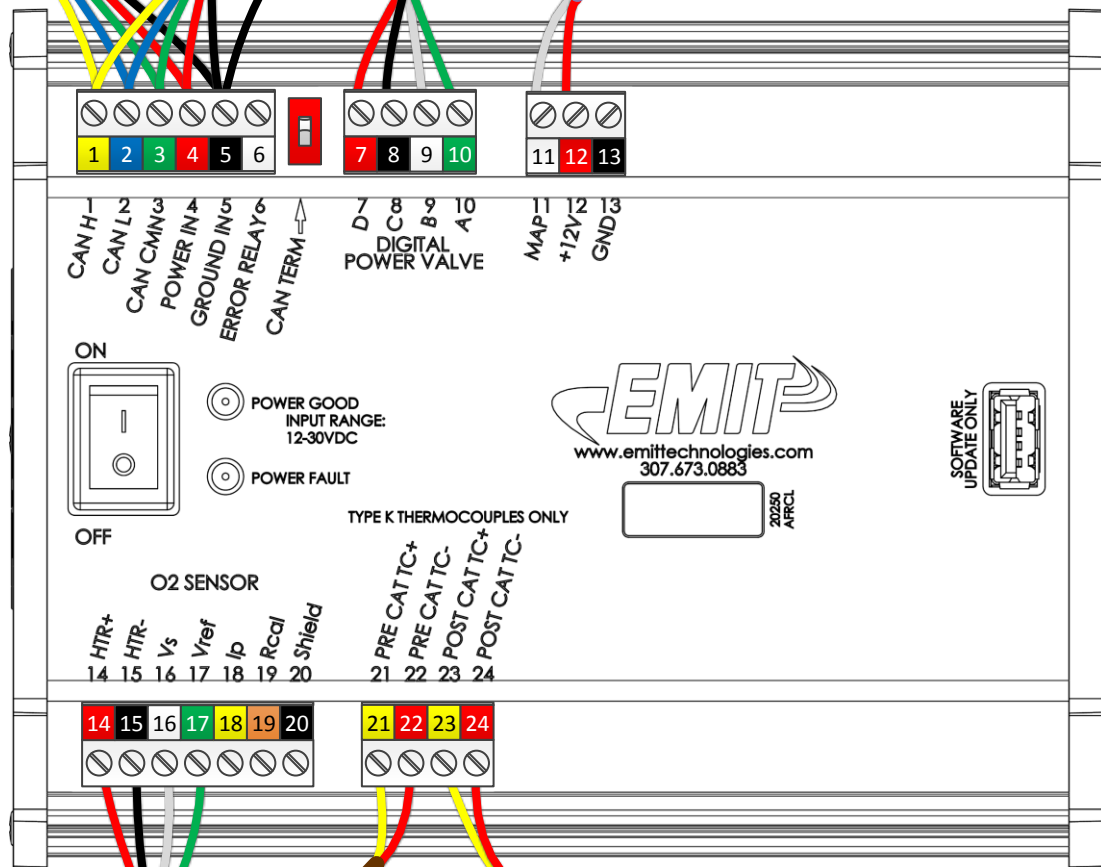 1 2 3 4 5 6
7 8 9 10
11 12 13
1 2 3 4 5 6
CAN H
CAN L
CAN CMN
POWER IN
GROUND IN
ERROR RELAY
CAN TERM
7 8 9 10
D C B A
DIGITAL
POWER VALVE
11 12 13
MAP
+12V
GND
ON
OFF
POWER GOOD
INPUT RANGE:
12-30VDC
POWER FAULT
EMIT
www.emittechnologies.com
307.673.0883
20250
AFRCL
SOFTWARE
UPDATE ONLY
TYPE K THERMOCOUPLES ONLY
PRE CAT TC+
PRE CAT TC-
POST CAT TC+
POST CAT TC-
21 22 23 24
O2 SENSOR
HTR+
HTR-
Vs
Vref
Ip
Rcal
Shield
14 15 16 17 18 19 20
14 15 16 17 18 19 20
21 22 23 24